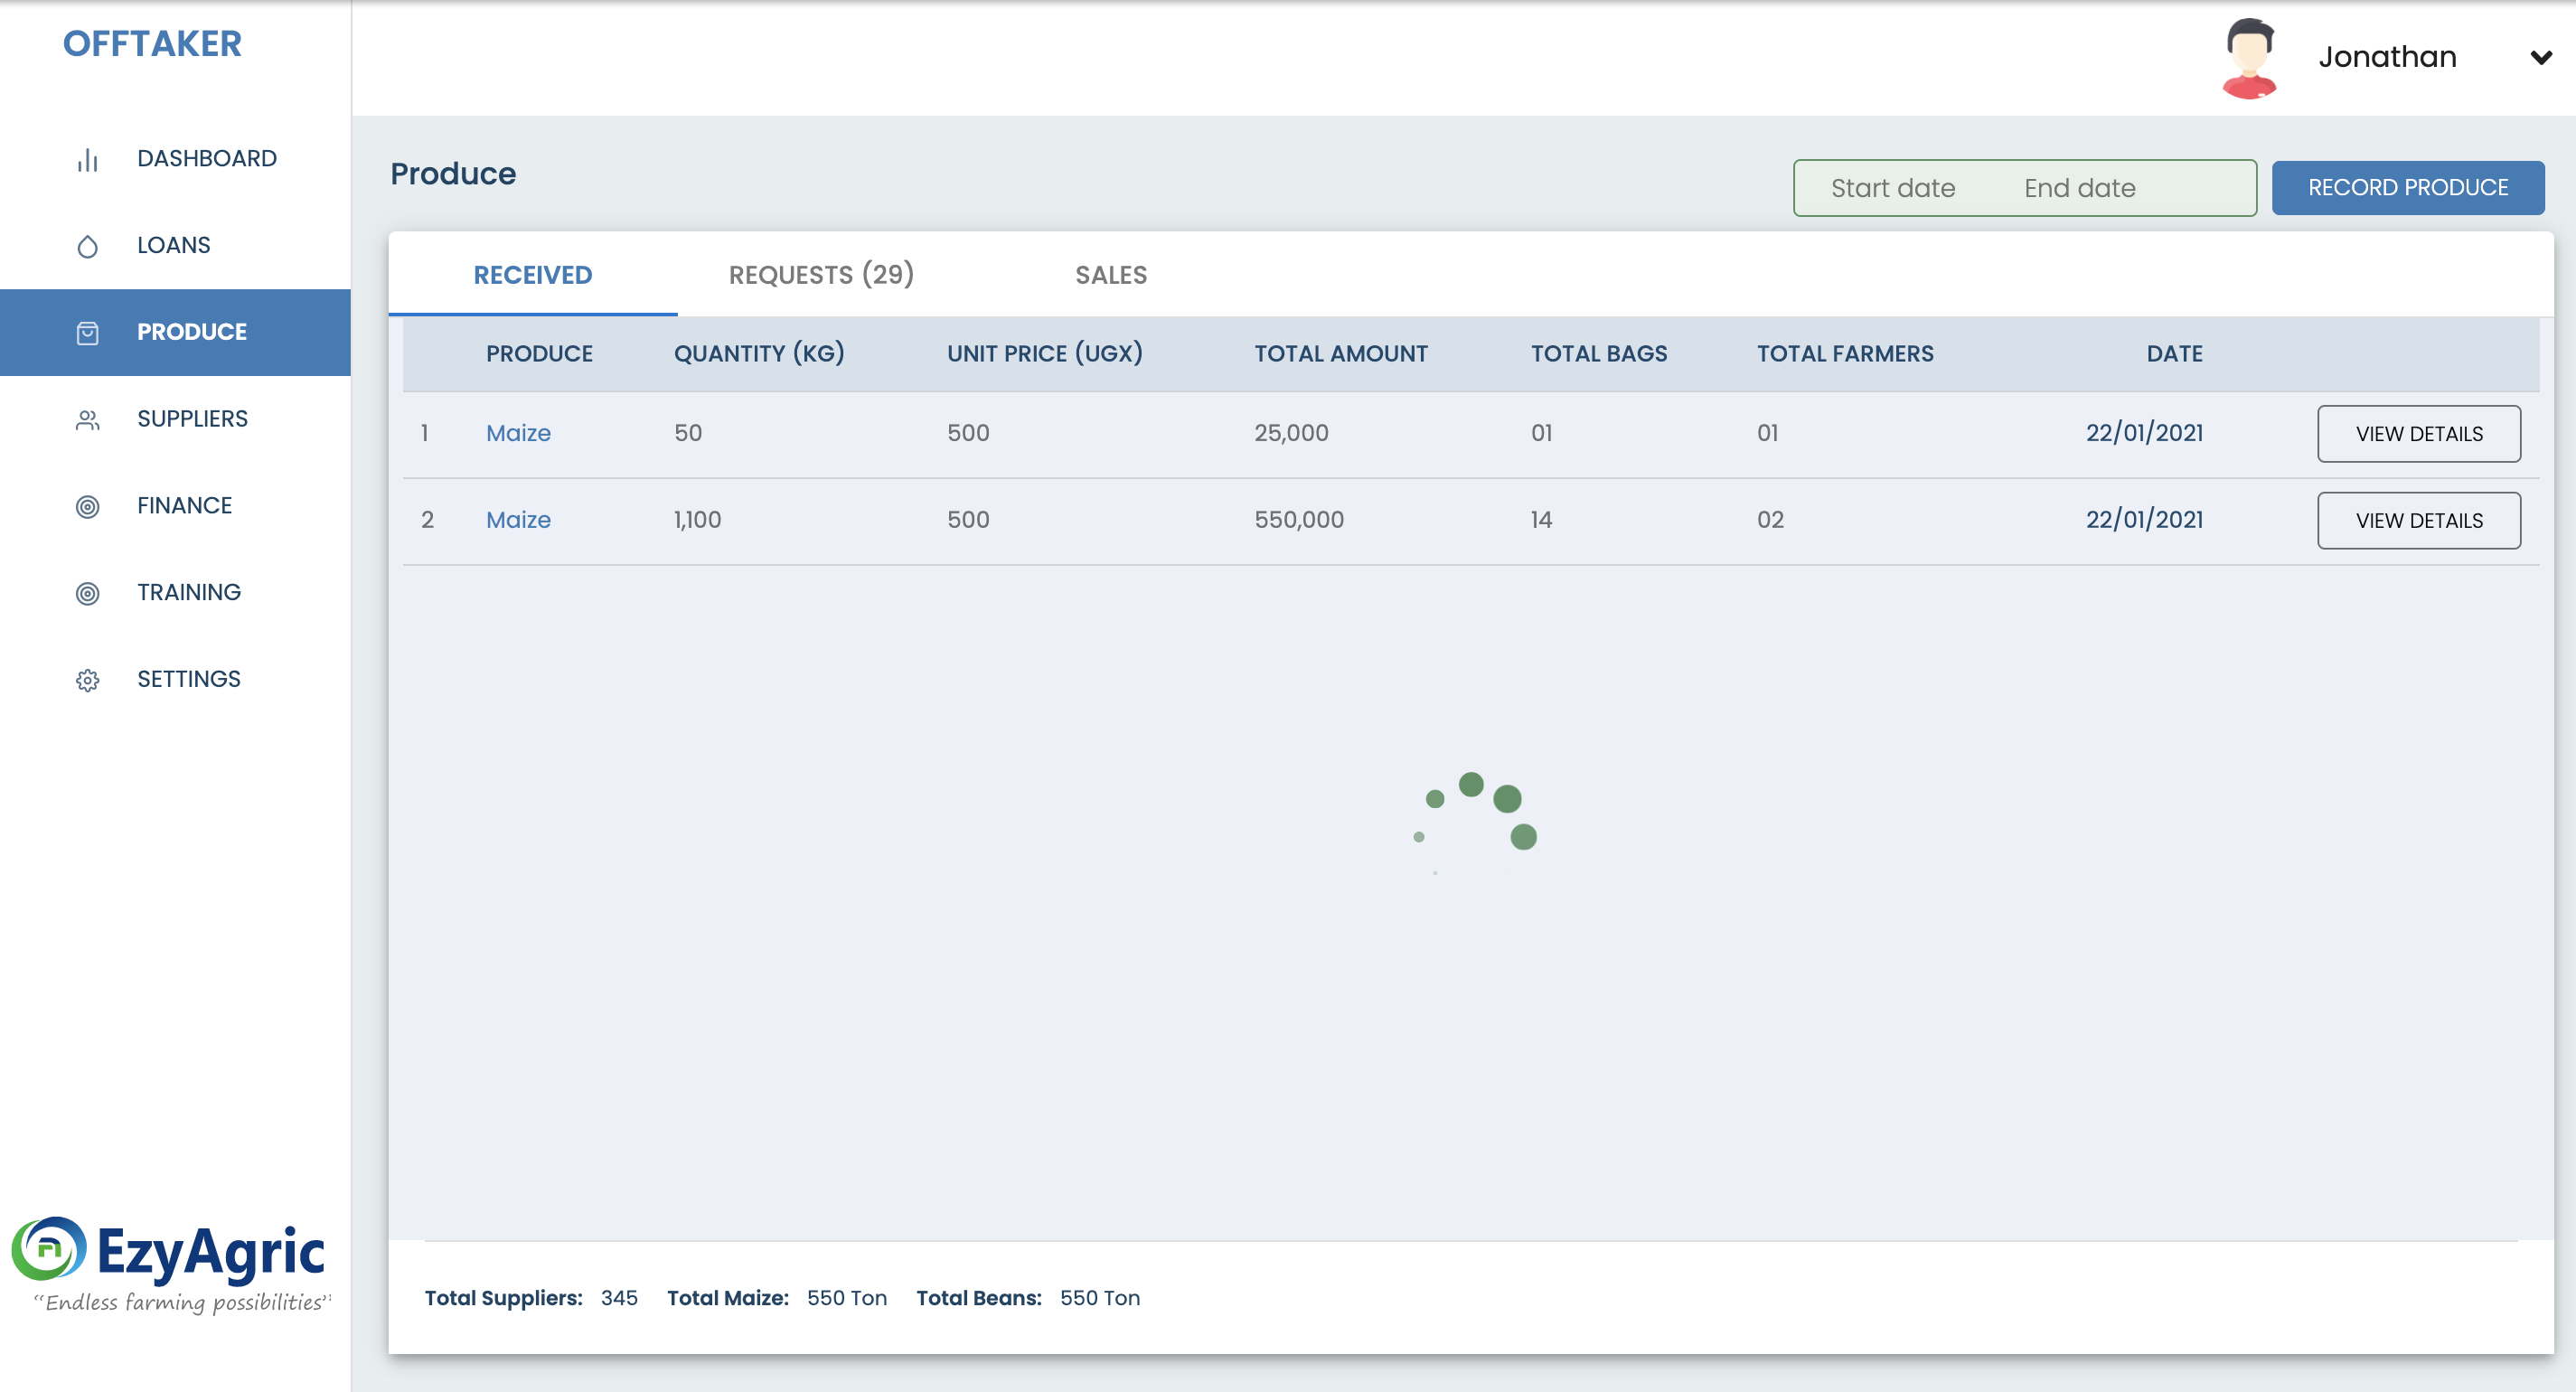 OFFTAKER
Jonathan
DASHBOARD
LOANS
PRODUCE
SUPPLIERS
FINANCE
TRAINING
SETTINGS
EzyAgric
“Endless farming possibilities”
Produce
Start date End date RECORD PRODUCE
RECEIVED REQUESTS (29) SALES
PRODUCE QUANTITY (KG) UNIT PRICE (UGX) TOTAL AMOUNT TOTAL BAGS TOTAL FARMERS DATE
1 Maize 50 500 25,000 01 01 22/01/2021 VIEW DETAILS
2 Maize 1,100 500 550,000 14 02 22/01/2021 VIEW DETAILS
Total Suppliers: 345 Total Maize: 550 Ton Total Beans: 550 Ton